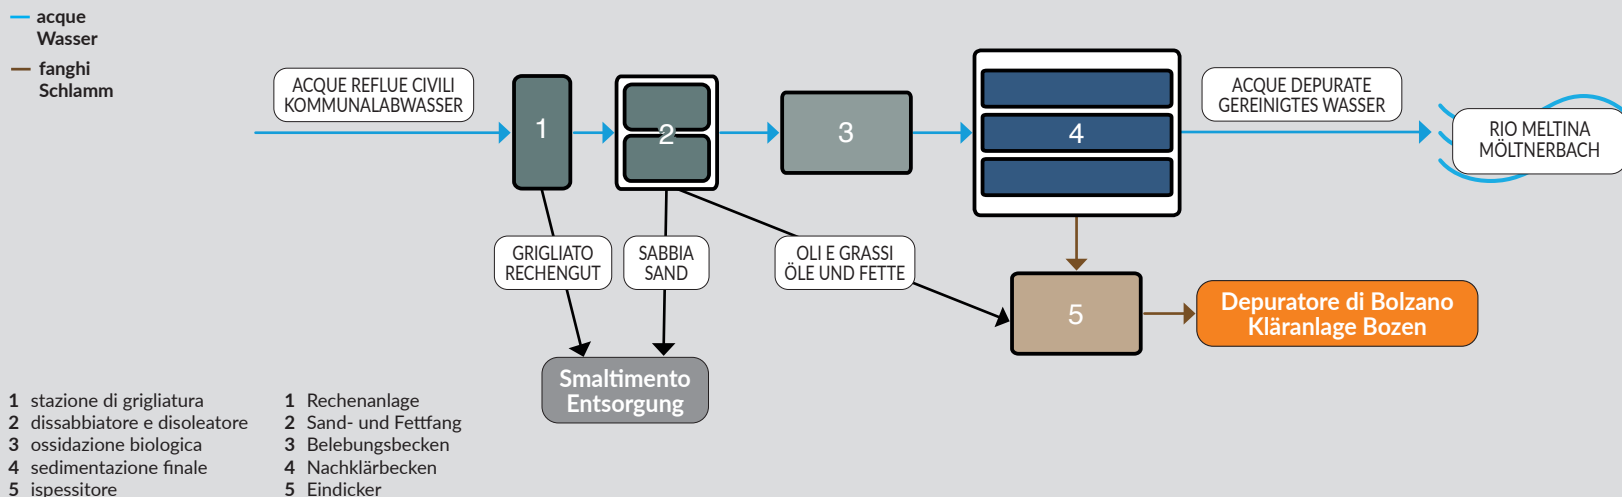 acque
Wasser
fanghi
Schlamm
ACQUE REFLUE CIVILI
KOMMUNALABWASSER
1
2
3
4
ACQUE DEPURATE
GEREINIGTES WASSER
RIO MELTINA
MÖLTNERBACH
GRIGLIATO
RECHENGUT
SABBIA
SAND
OLI E GRASSI
ÖLE UND FETTE
5
Depuratore di Bolzano
Kläranlage Bozen
Smaltimento
Entsorgung
1 stazione di grigliatura
2 dissabbiatore e disoleatore
3 ossidazione biologica
4 sedimentazione finale
5 ispessitore
1 Rechenanlage
2 Sand- und Fettfang
3 Belebungsbecken
4 Nachklärbecken
5 Eindicker